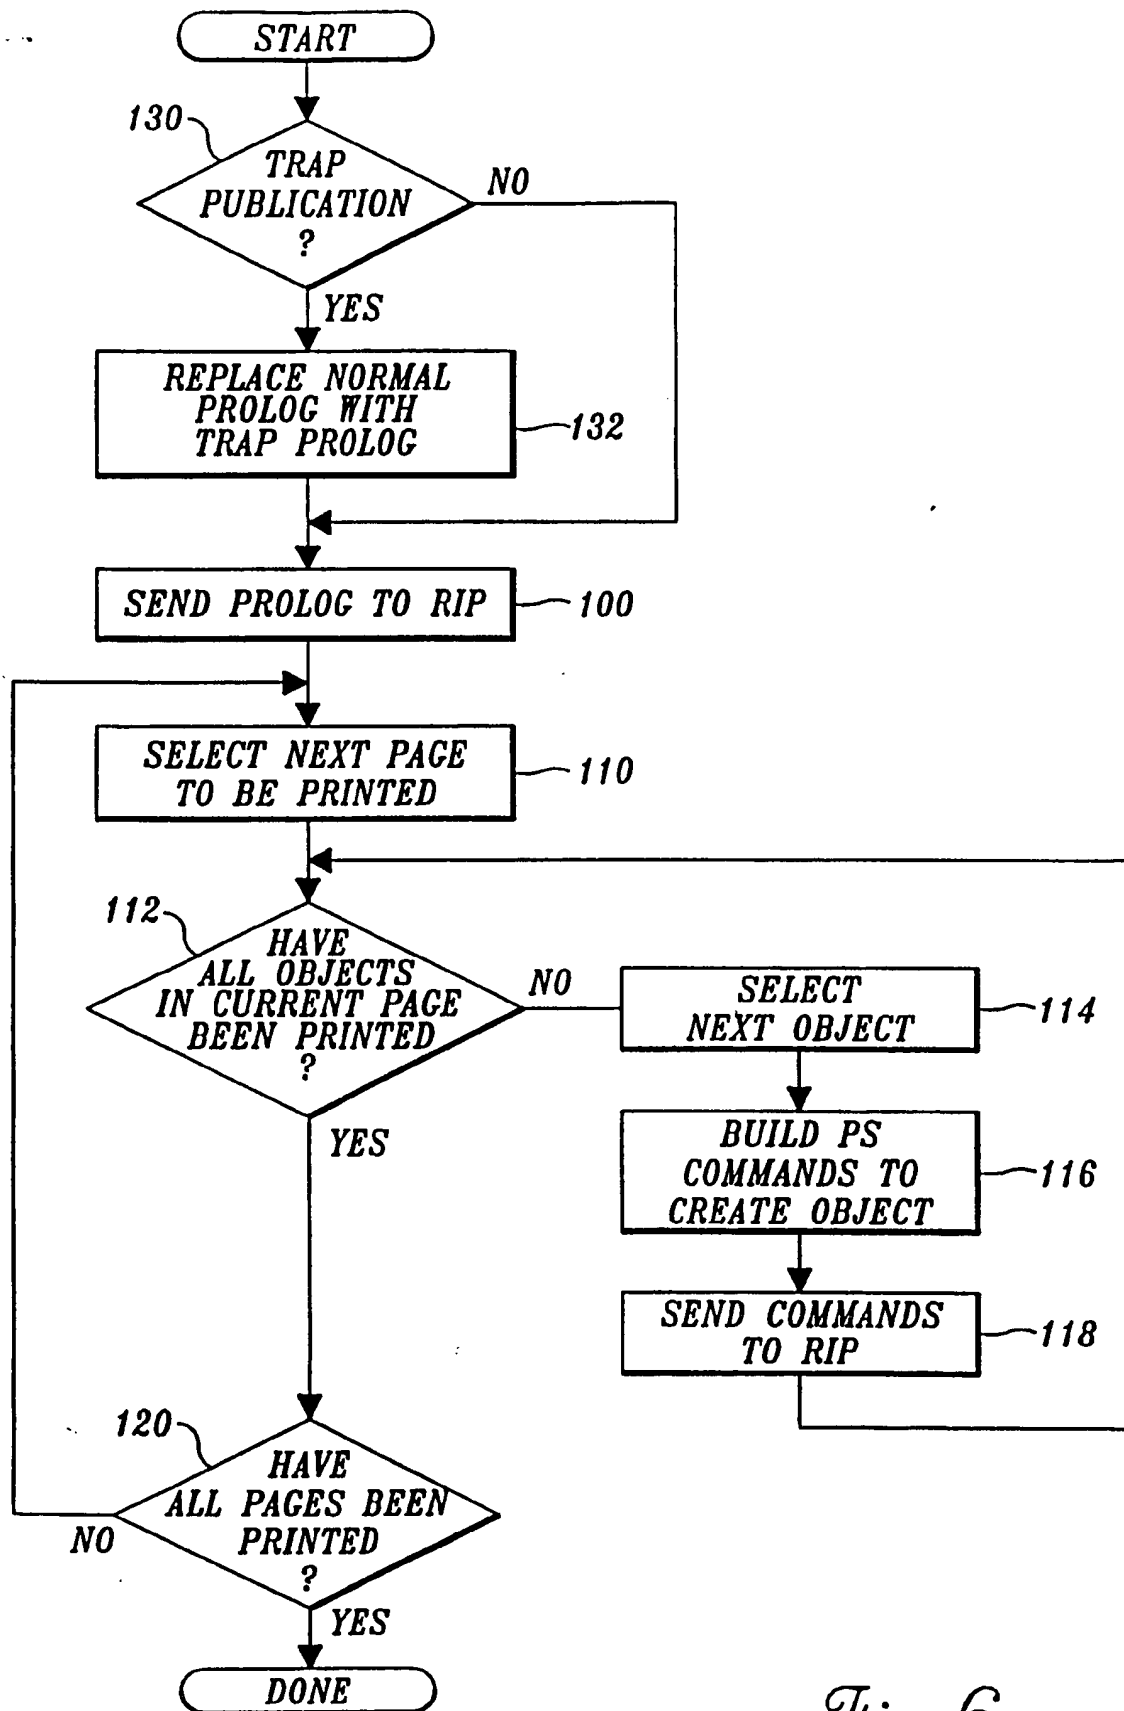 START
130
TRAP
PUBLICATION
?
NO
YES
REPLACE NORMAL
PROLOG WITH
TRAP PROLOG
132
SEND PROLOG TO RIP
100
SELECT NEXT PAGE
TO BE PRINTED
110
112
HAVE
ALL OBJECTS
IN CURRENT PAGE
BEEN PRINTED
?
NO
YES
SELECT
NEXT OBJECT
114
BUILD PS
COMMANDS TO
CREATE OBJECT
116
SEND COMMANDS
TO RIP
118
120
HAVE
ALL PAGES BEEN
PRINTED
?
NO
YES
DONE